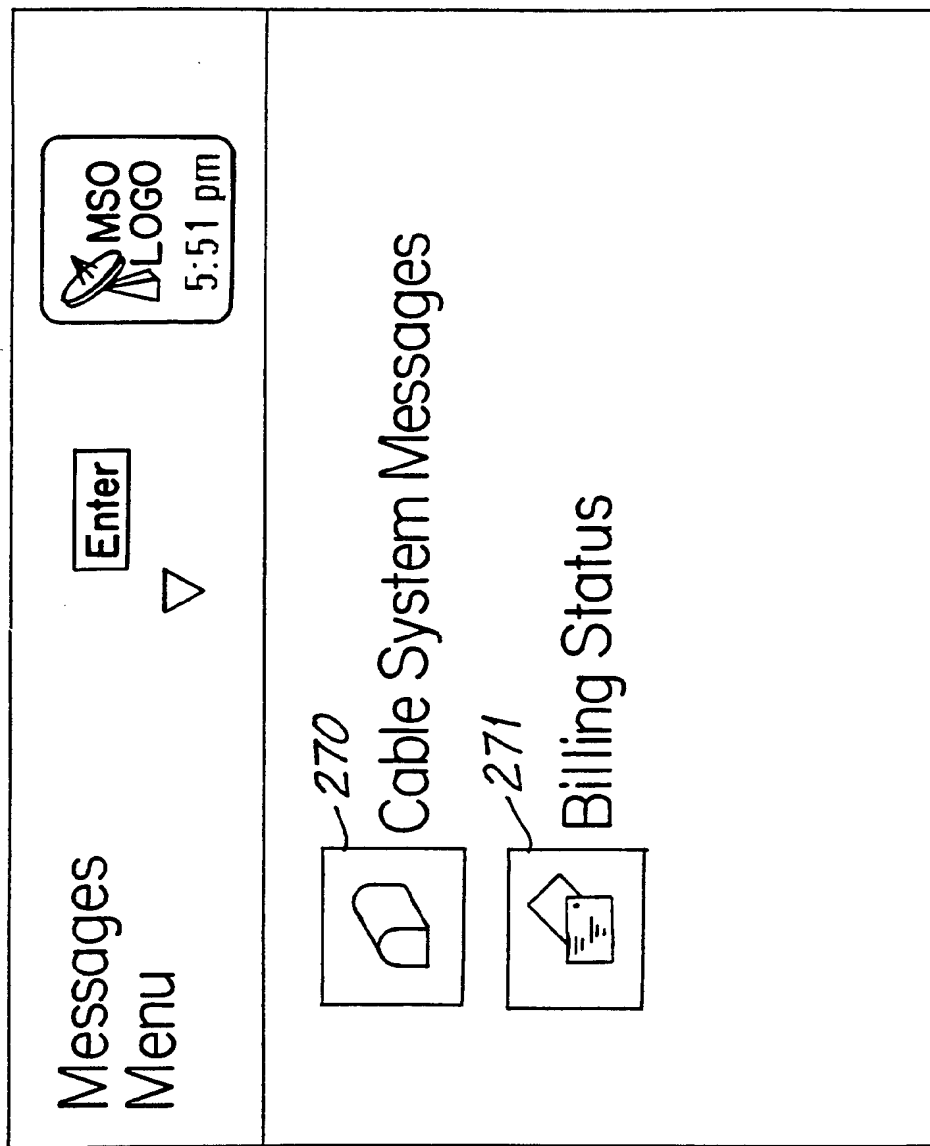 Messages
Menu
Enter
MSO
LOGO
5:51 pm
270
Cable System Messages
271
Billing Status